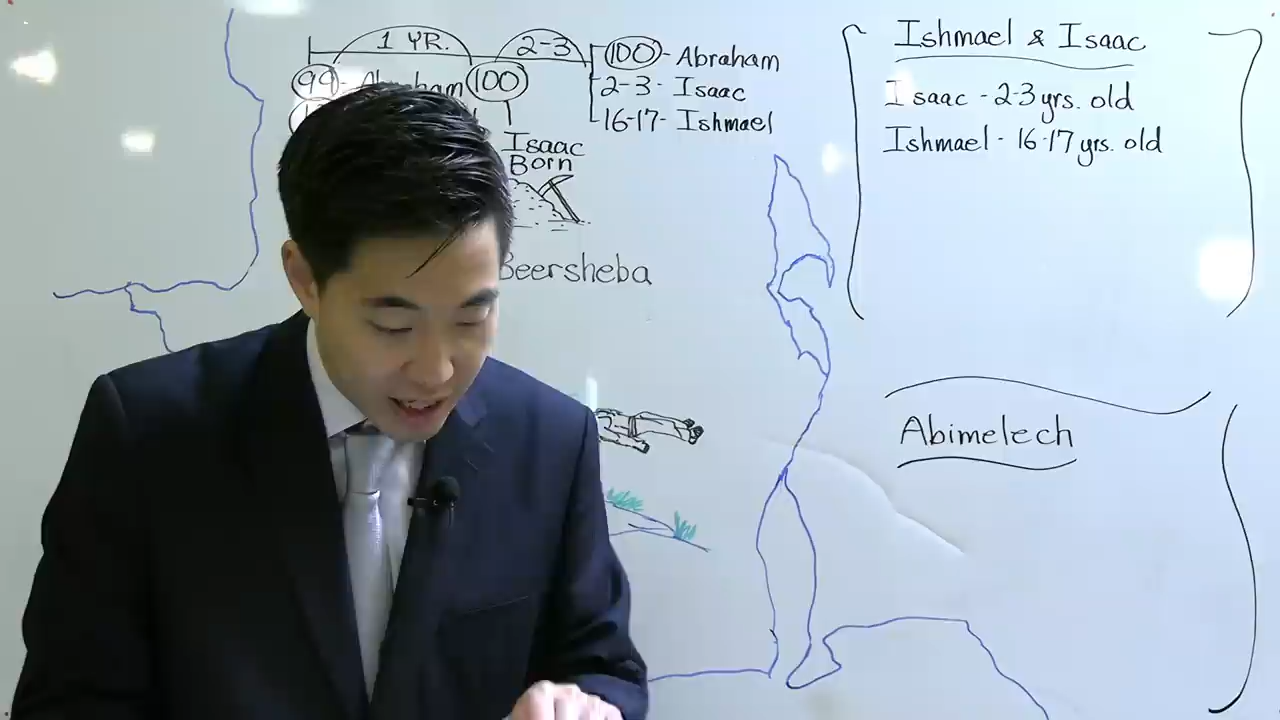 1 YR. 2-3
99 - Abraham 100
100 - Abraham
2-3 - Isaac
16-17 - Ishmael
Isaac
Born
Beersheba
Ishmael & Isaac
Isaac - 2-3 yrs. old
Ishmael - 16-17 yrs. old
Abimelech